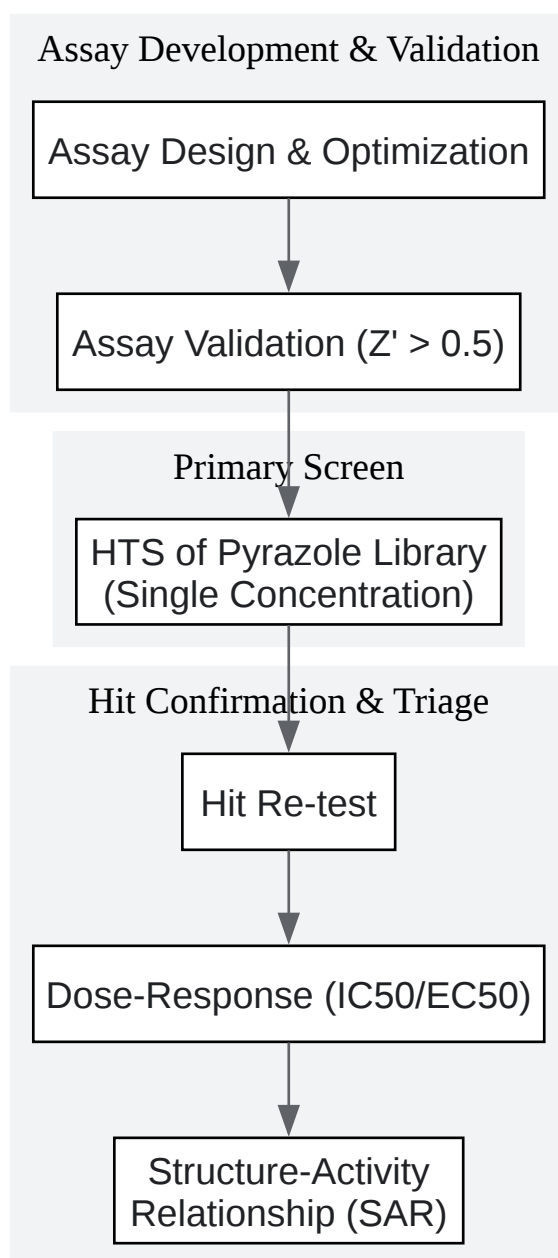 Assay Development & Validation
Assay Design & Optimization
Assay Validation (Z' > 0.5)
Primary Screen
HTS of Pyrazole Library
(Single Concentration)
Hit Confirmation & Triage
Hit Re-test
Dose-Response (IC50/EC50)
Structure-Activity
Relationship (SAR)